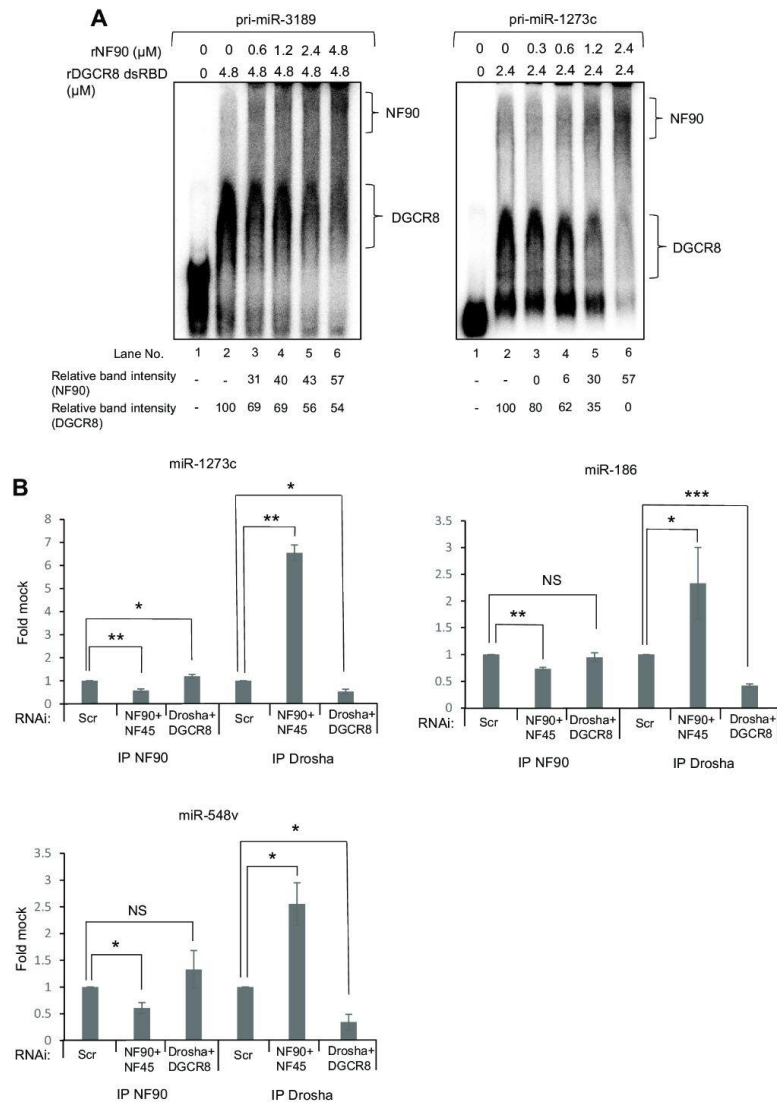 A
pri-miR-3189
rNF90 (µM) 0 0 0.6 1.2 2.4 4.8
rDGCR8 dsRBD 0 4.8 4.8 4.8 4.8 4.8
(µM)
NF90
DGCR8
Lane No. 1 2 3 4 5 6
Relative band intensity - - 31 40 43 57
(NF90)
Relative band intensity - 100 69 69 56 54
(DGCR8)
pri-miR-1273c
0 0 0.3 0.6 1.2 2.4
0 2.4 2.4 2.4 2.4 2.4
NF90
DGCR8
1 2 3 4 5 6
- - 0 6 30 57
- 100 80 62 35 0
B
miR-1273c
Fold mock
8
7
6
5
4
3
2
1
0
*
**
*
**
RNAi: Scr NF90+ Drosha+ Scr NF90+ Drosha+
NF45 DGCR8 NF45 DGCR8
IP NF90 IP Drosha
miR-186
3.5
3
2.5
2
1.5
1
0.5
0
***
*
NS
**
Scr NF90+ Drosha+ Scr NF90+ Drosha+
NF45 DGCR8 NF45 DGCR8
IP NF90 IP Drosha
miR-548v
Fold mock
3.5
3
2.5
2
1.5
1
0.5
0
*
*
NS
*
RNAi: Scr NF90+ Drosha+ Scr NF90+ Drosha+
NF45 DGCR8 NF45 DGCR8
IP NF90 IP Drosha